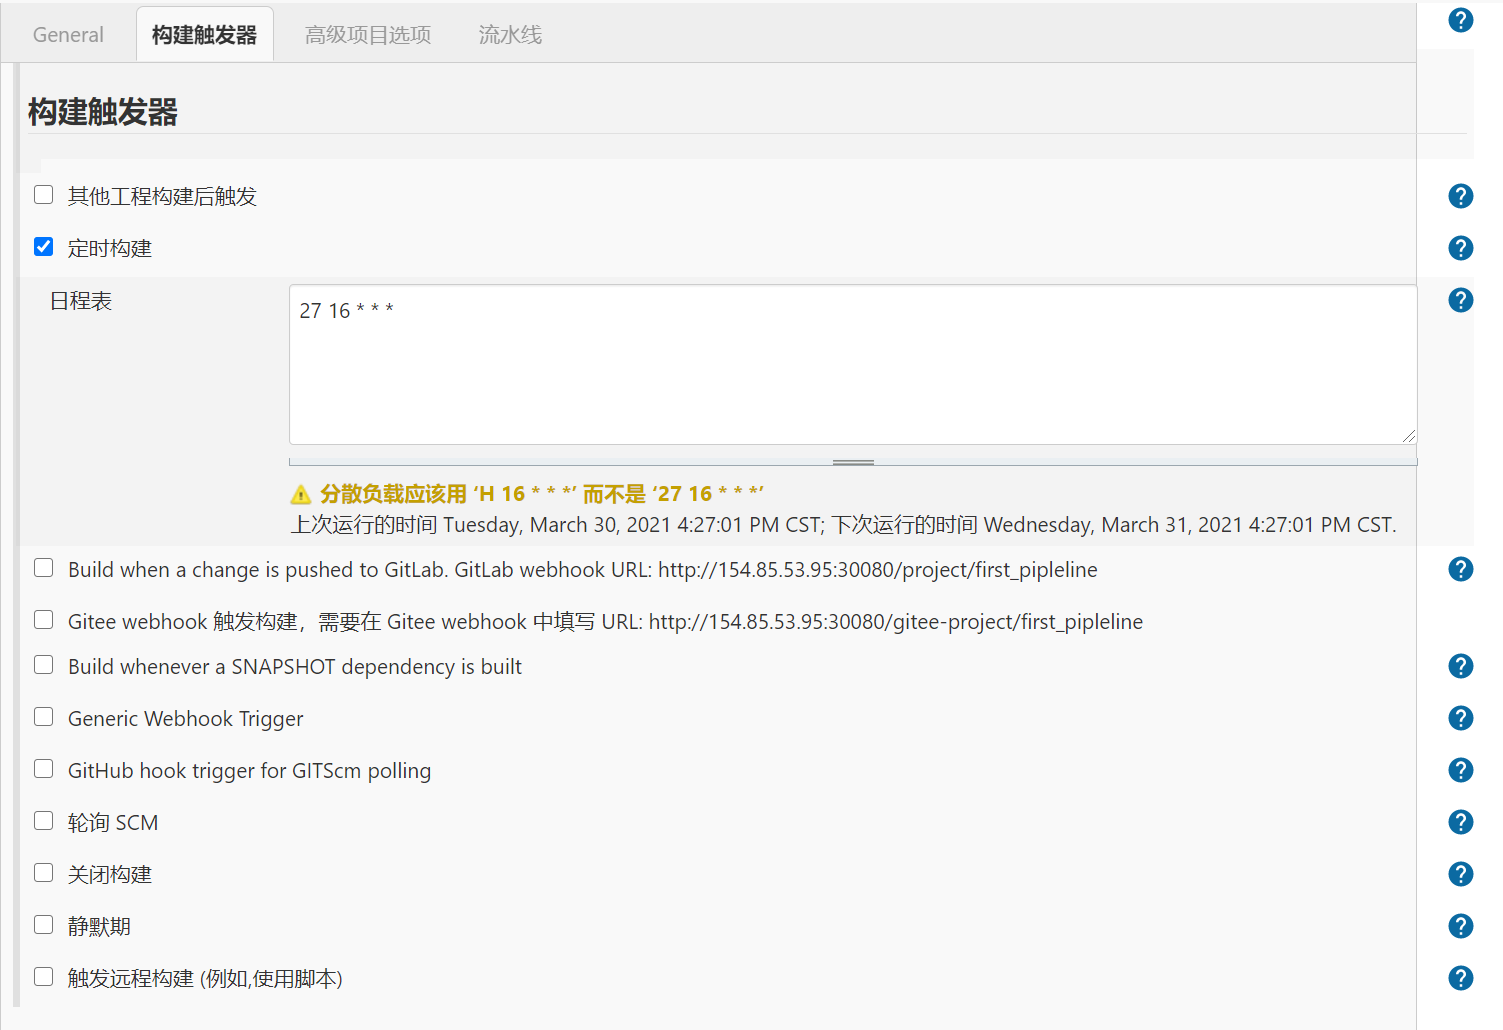 General 构建触发器 高级项目选项 流水线
构建触发器
其他工程构建后触发
定时构建
日程表
27 16 * * *
分散负载应该用 ‘H 16 * * *’ 而不是 ‘27 16 * * *’
上次运行的时间 Tuesday, March 30, 2021 4:27:01 PM CST; 下次运行的时间 Wednesday, March 31, 2021 4:27:01 PM CST.
Build when a change is pushed to GitLab. GitLab webhook URL: http://154.85.53.95:30080/project/first_pipleline
Gitee webhook 触发构建，需要在 Gitee webhook 中填写 URL: http://154.85.53.95:30080/gitee-project/first_pipleline
Build whenever a SNAPSHOT dependency is built
Generic Webhook Trigger
GitHub hook trigger for GITScm polling
轮询 SCM
关闭构建
静默期
触发远程构建 (例如,使用脚本)